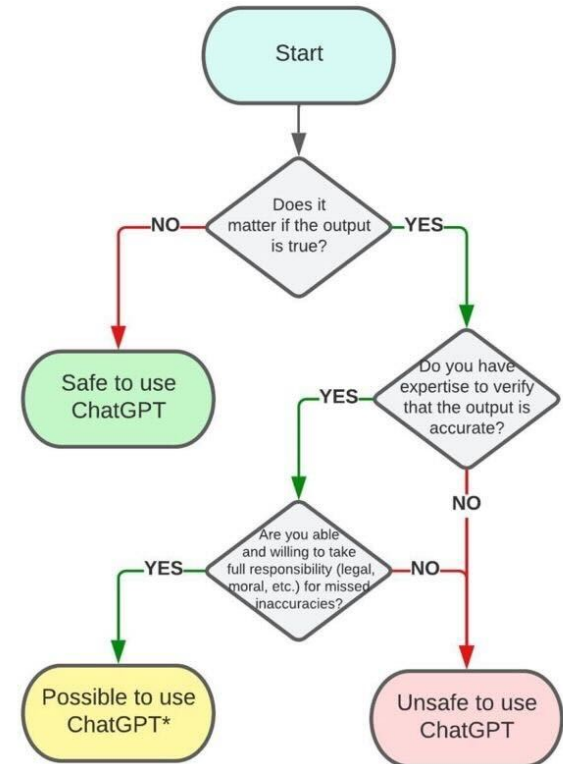 Start
Does it
matter if the output
is true?
NO
YES
Safe to use
ChatGPT
Do you have
expertise to verify
that the output is
accurate?
YES
NO
Are you able
and willing to take
full responsibility (legal,
moral, etc.) for missed
inaccuracies?
YES
NO
Possible to use
ChatGPT*
Unsafe to use
ChatGPT